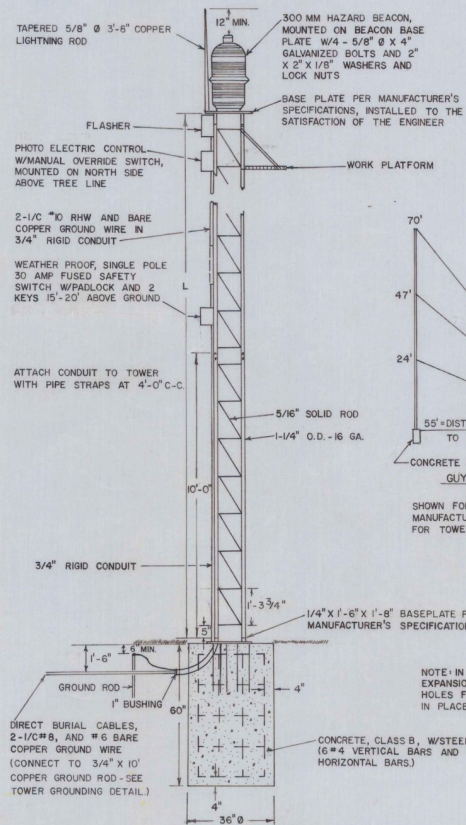 TAPERED 5/8" Ø 3'-6" COPPER
LIGHTNING ROD
12" MIN.
300 MM HAZARD BEACON,
MOUNTED ON BEACON BASE
PLATE W/4 - 5/8" Ø X 4"
GALVANIZED BOLTS AND 2"
X 2" X 1/8" WASHERS AND
LOCK NUTS
BASE PLATE PER MANUFACTURER'S
SPECIFICATIONS, INSTALLED TO THE
SATISFACTION OF THE ENGINEER
FLASHER
PHOTO ELECTRIC CONTROL
W/MANUAL OVERRIDE SWITCH,
MOUNTED ON NORTH SIDE
ABOVE TREE LINE
WORK PLATFORM
2-1/C #10 RHW AND BARE
COPPER GROUND WIRE IN
3/4" RIGID CONDUIT
WEATHER PROOF, SINGLE POLE
30 AMP FUSED SAFETY
SWITCH W/PADLOCK AND 2
KEYS 15'-20' ABOVE GROUND
L
ATTACH CONDUIT TO TOWER
WITH PIPE STRAPS AT 4'-0" C-C.
5/16" SOLID ROD
1-1/4" O.D.-16 GA.
10'-0"
3/4" RIGID CONDUIT
1'-3 3/4"
5"
1/4" X 1'-6" X 1'-8" BASEPLATE
MANUFACTURER'S
6" MIN.
1'-6"
GROUND ROD
1" BUSHING
60"
4"
DIRECT BURIAL CABLES,
2-1/C #8, AND #6 BARE
COPPER GROUND WIRE
(CONNECT TO 3/4" X 10'
COPPER GROUND ROD-SEE
TOWER GROUNDING DETAIL.)
CONCRETE, CLASS B,
(6 #4 VERTICAL BARS AND
HORIZONTAL BARS.)
4"
36" Ø
70'
47'
24'
55'=
TO
CONCRETE
SHOWN
FOR
NOTE: IN
HOLES
IN